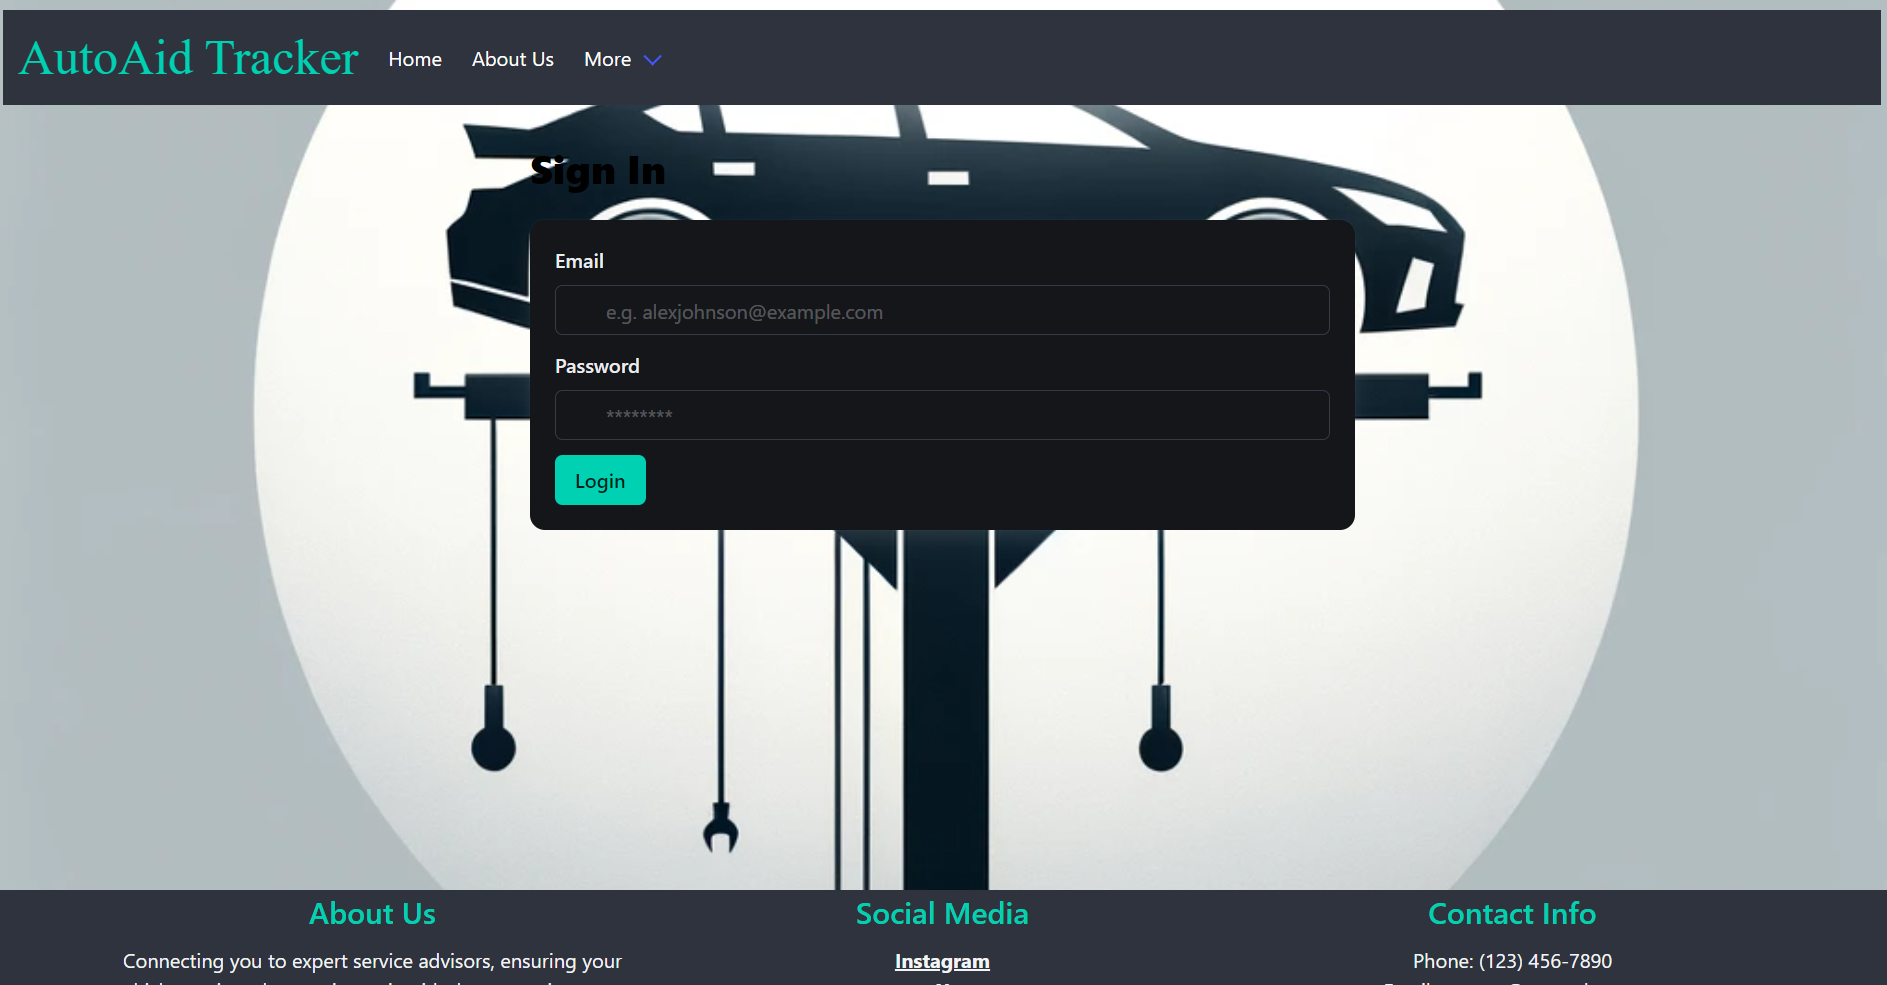 AutoAid Tracker Home About Us More
Sign In
Email
e.g. alexjohnson@example.com
Password
********
Login
About Us
Connecting you to expert service advisors, ensuring your
Social Media
Instagram
Contact Info
Phone: (123) 456-7890